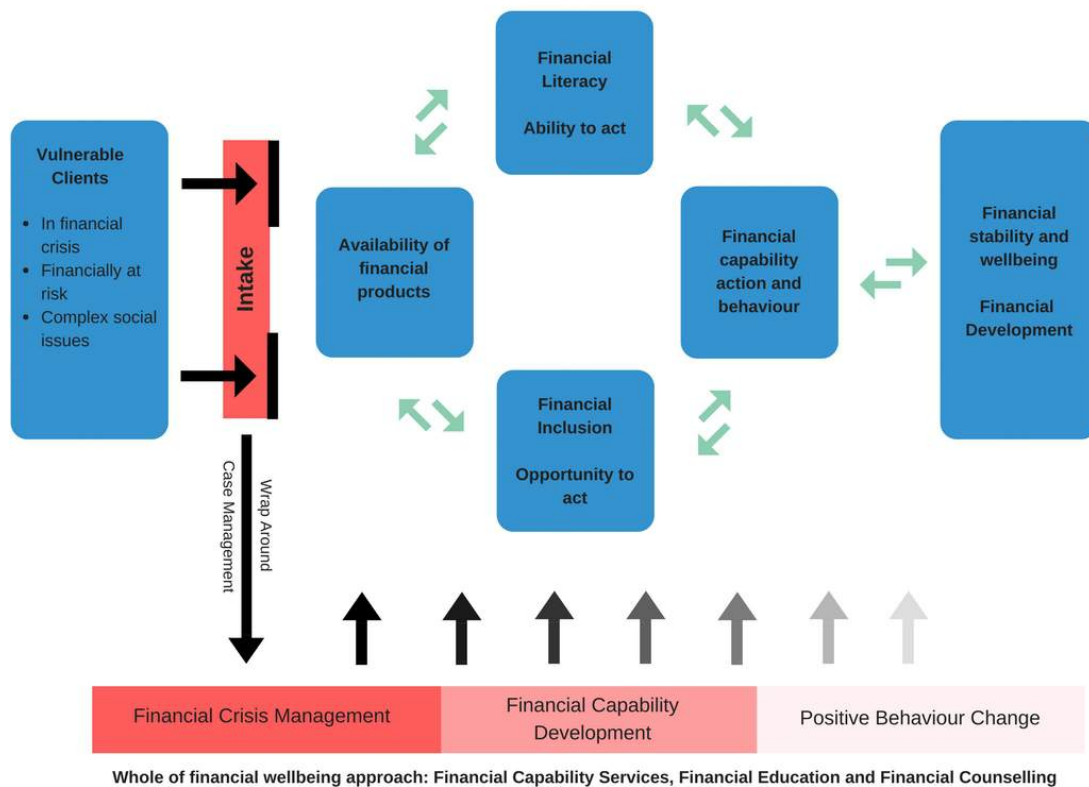 Vulnerable
Clients
• In financial
crisis
• Financially at
risk
• Complex social
issues
Intake
Wrap Around
Case Management
Availability of
financial
products
Financial
Literacy
Ability to act
Financial
Inclusion
Opportunity to
act
Financial
capability
action and
behaviour
Financial
stability and
wellbeing
Financial
Development
Financial Crisis Management
Financial Capability
Development
Positive Behaviour Change
Whole of financial wellbeing approach: Financial Capability Services, Financial Education and Financial Counselling